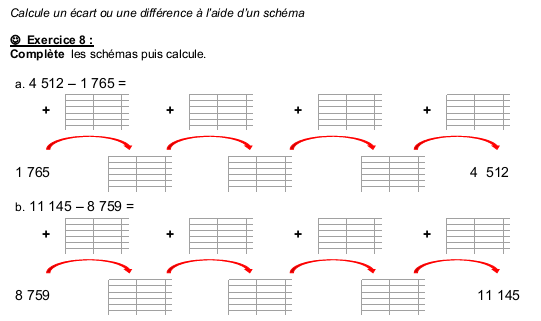 Calcule un écart ou une différence à l'aide d'un schéma
☺ Exercice 8 :
Complète les schémas puis calcule.
a. 4 512 – 1 765 =
+ + + +
1 765 4 512
b. 11 145 – 8 759 =
+ + + +
8 759 11 145